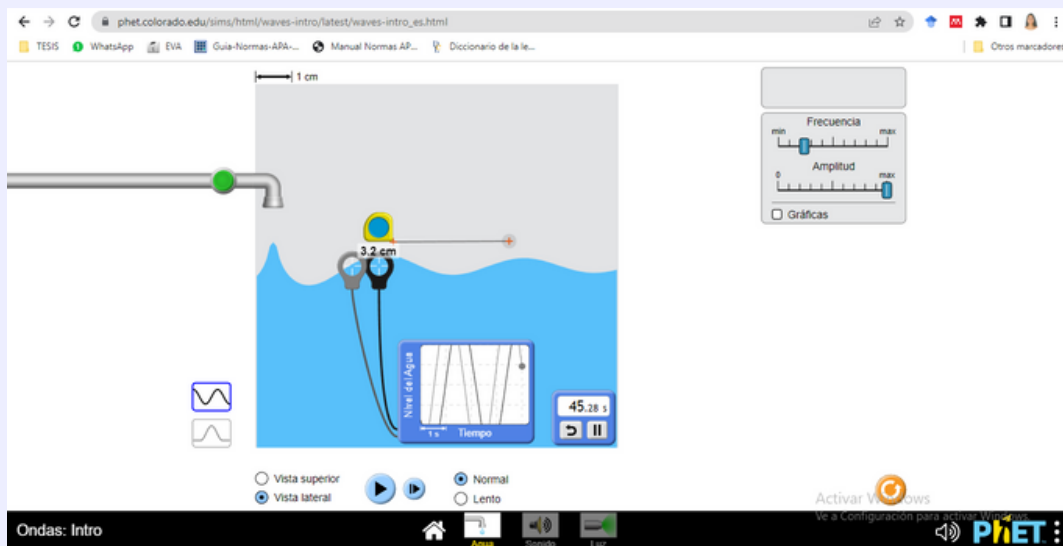 phet.colorado.edu/sims/html/waves-intro/latest/waves-intro_es.html
TESIS WhatsApp EVA Guia-Normas-APA-... Manual Normas AP... Diccionario de la le... Otros marcadores
1 cm
Frecuencia
min max
Amplitud
0 max
Gráficas
3.2 cm
Nivel del Agua
1 s Tiempo
45.28 s
Vista superior
Vista lateral
Normal
Lento
Activar Windows
Ve a Configuración para activar Windows.
Ondas: Intro
Agua Sonido Luz
PhET